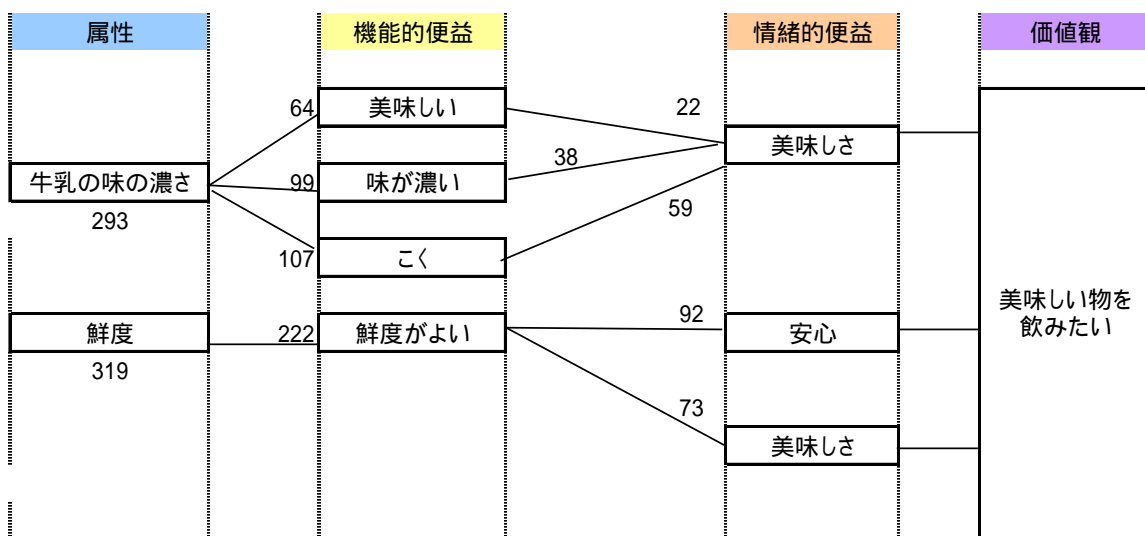 属性
機能的便益
情緒的便益
価値観
64
美味しい
22
美味しさ
牛乳の味の濃さ
293
99
味が濃い
38
59
107
こく
美味しい物を
飲みたい
鮮度
319
222
鮮度がよい
92
安心
73
美味しさ